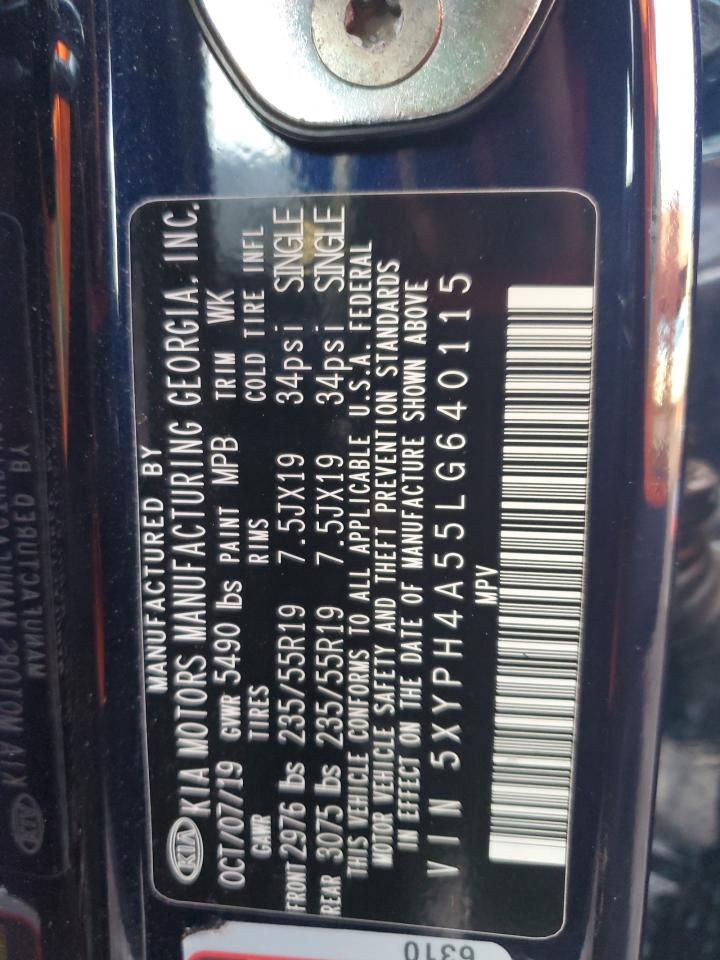 MANUFACTURED BY
KIA KIA MOTORS MANUFACTURING GEORGIA, INC.
OCT/07/19 GVWR 5490 lbs PAINT MPB TRIM WK
GAWR TIRES RIMS COLD TIRE INFL
FRONT 2976 lbs 235/55R19 7.5JX19 34psi SINGLE
REAR 3075 lbs 235/55R19 7.5JX19 34psi SINGLE
THIS VEHICLE CONFORMS TO ALL APPLICABLE U.S.A. FEDERAL
MOTOR VEHICLE SAFETY AND THEFT PREVENTION STANDARDS
IN EFFECT ON THE DATE OF MANUFACTURE SHOWN ABOVE
VIN 5XYPH4A55LG640115
MPV
6310